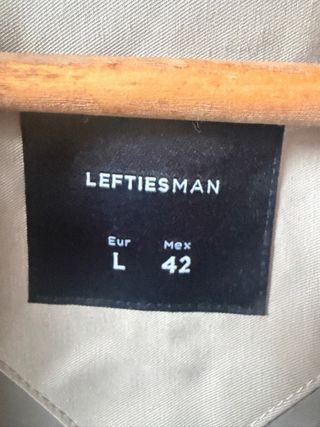 LEFTIESMAN
Eur Mex
L 42